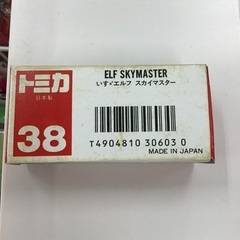 トミカ
日本製
38
ELF SKYMASTER
いすゞエルフ スカイマスター
T4904810 30603 0
MADE IN JAPAN